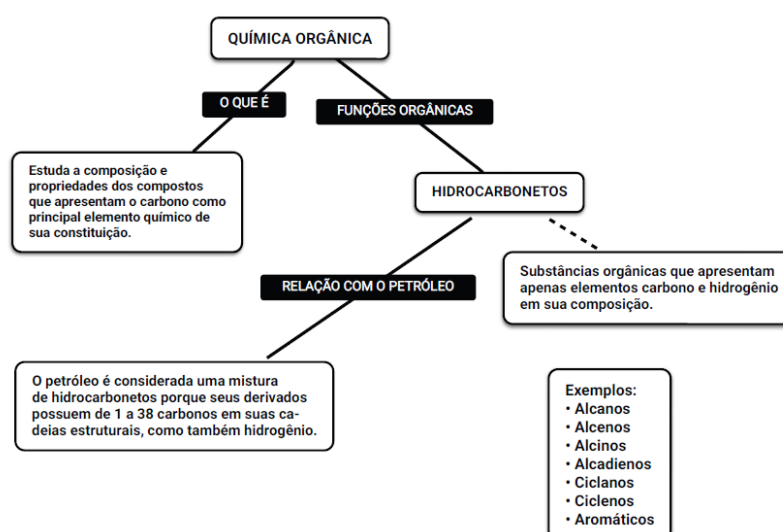 QUÍMICA ORGÂNICA
O QUE É
FUNÇÕES ORGÂNICAS
Estuda a composição e
propriedades dos compostos
que apresentam o carbono como
principal elemento químico de
sua constituição.
HIDROCARBONETOS
RELAÇÃO COM O PETRÓLEO
Substâncias orgânicas que apresentam
apenas elementos carbono e hidrogênio
em sua composição.
O petróleo é considerada uma mistura
de hidrocarbonetos porque seus derivados
possuem de 1 a 38 carbonos em suas ca-
deias estruturais, como também hidrogênio.
Exemplos:
• Alcanos
• Alcenos
• Alcinos
• Alcadienos
• Ciclanos
• Ciclenos
• Aromáticos